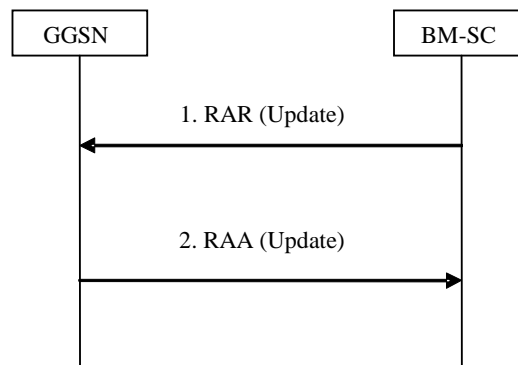 GGSN
BM-SC
1. RAR (Update)
2. RAA (Update)